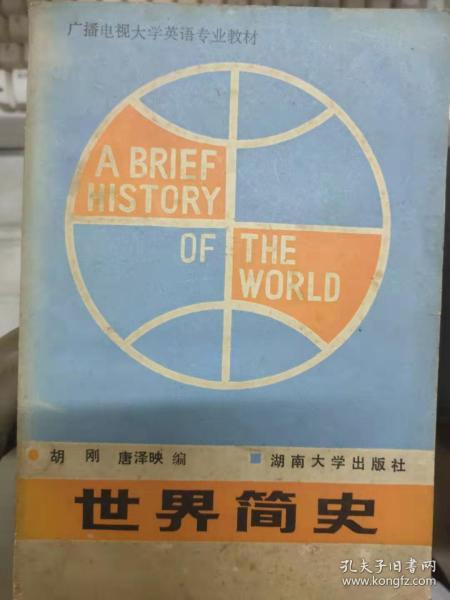 广播电视大学英语专业教材
A BRIEF
HISTORY
OF THE
WORLD
胡 刚 唐泽映 编 湖南大学出版社
世界简史
孔夫子旧书网
www.kongfz.com